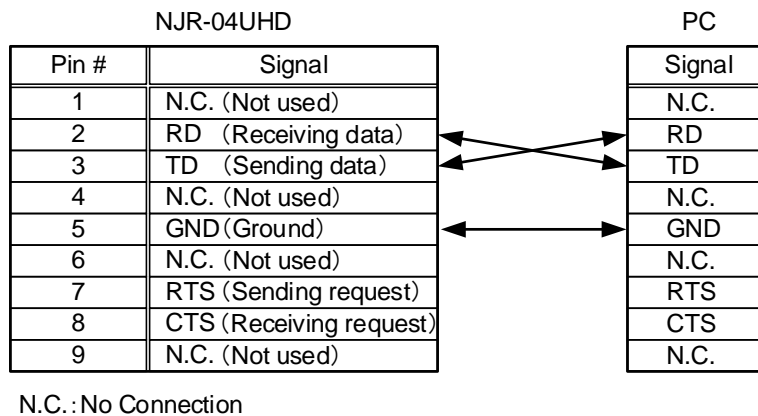 NJR-04UHD PC
Pin # Signal Signal
1 N.C. (Not used) N.C.
2 RD (Receiving data) RD
3 TD (Sending data) TD
4 N.C. (Not used) N.C.
5 GND(Ground) GND
6 N.C. (Not used) N.C.
7 RTS (Sending request) RTS
8 CTS (Receiving request) CTS
9 N.C. (Not used) N.C.
N.C.:No Connection